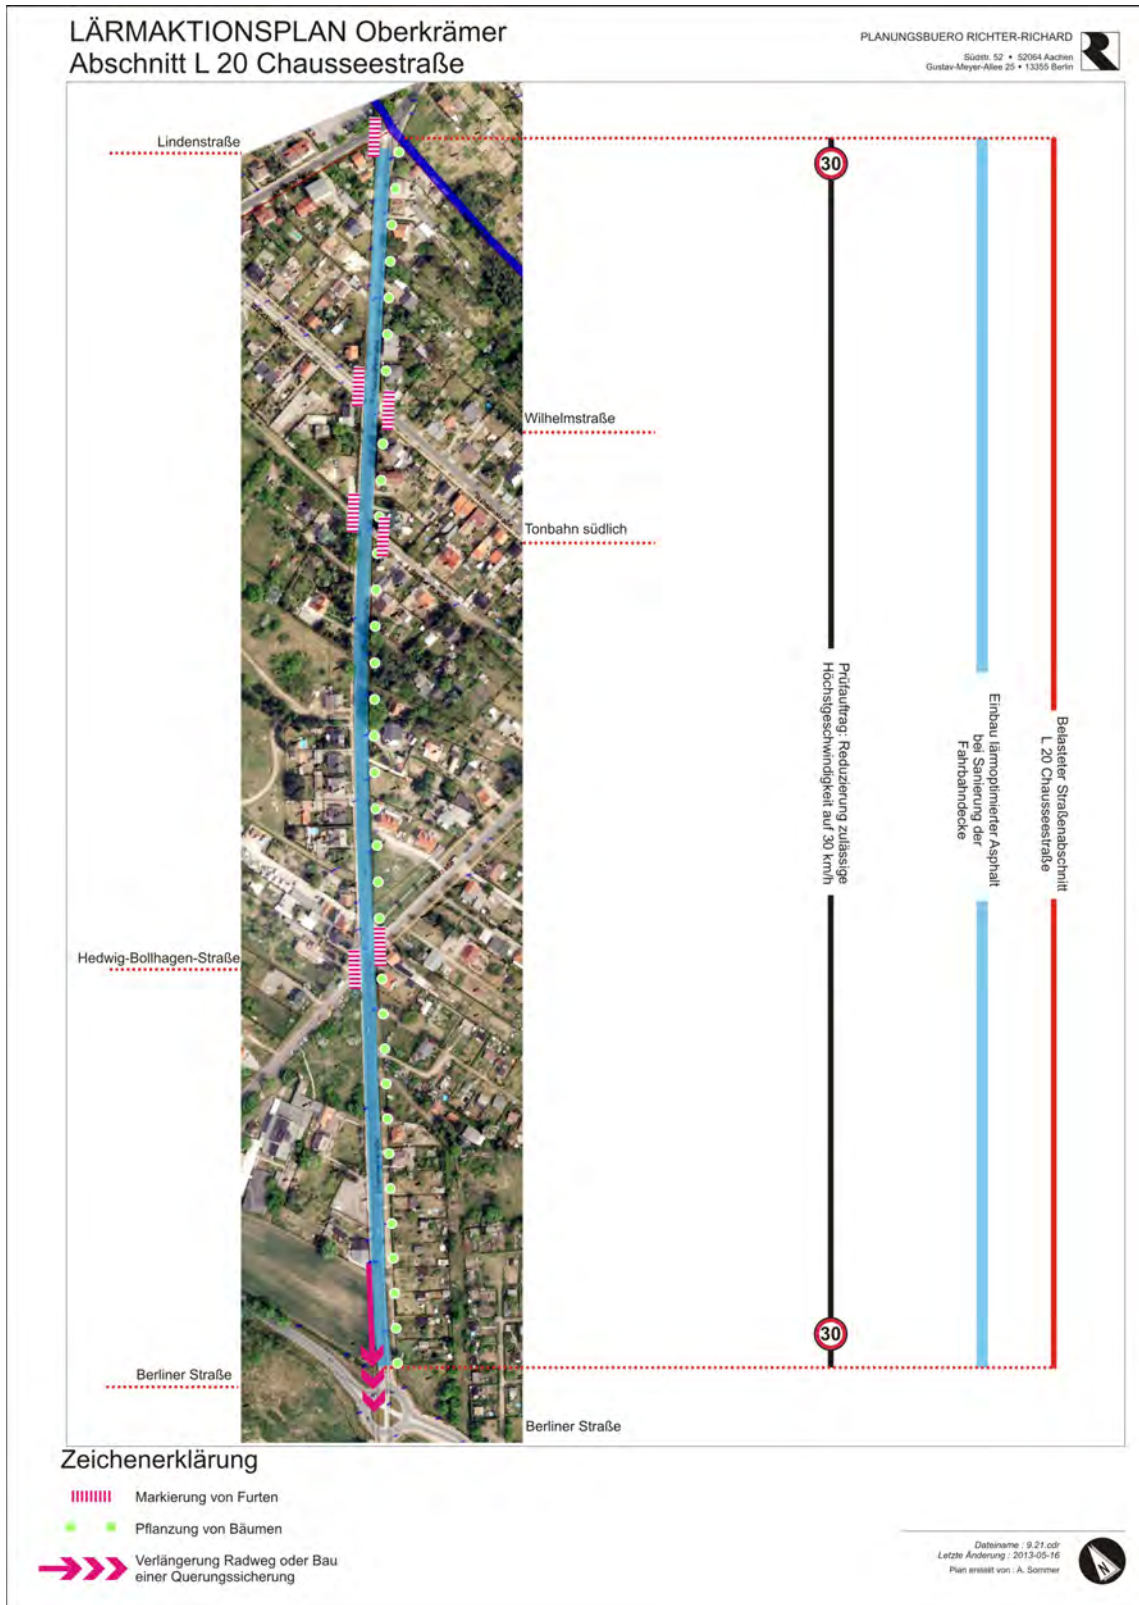 LÄRMAKTIONSPLAN Oberkrämer
Abschnitt L 20 Chausseestraße
PLANUNGSBUERO RICHTER-RICHARD
Südstr. 52 • 52064 Aachen
Gustav-Meyer-Allee 25 • 13355 Berlin
Lindenstraße
30
Wilhelmstraße
Tonbahn südlich
Prüfauftrag: Reduzierung zulässige
Höchstgeschwindigkeit auf 30 km/h
Einbau lärmoptimierter Asphalt
bei Sanierung der
Fahrbahndecke
Belasteter Straßenabschnitt
L 20 Chausseestraße
Hedwig-Bollhagen-Straße
30
Berliner Straße
Berliner Straße
Zeichenerklärung
Markierung von Furten
Pflanzung von Bäumen
Verlängerung Radweg oder Bau
einer Querungssicherung
Dateiname : 9.21.cdr
Letzte Änderung : 2013-05-16
Plan erstellt von : A. Sommer
N